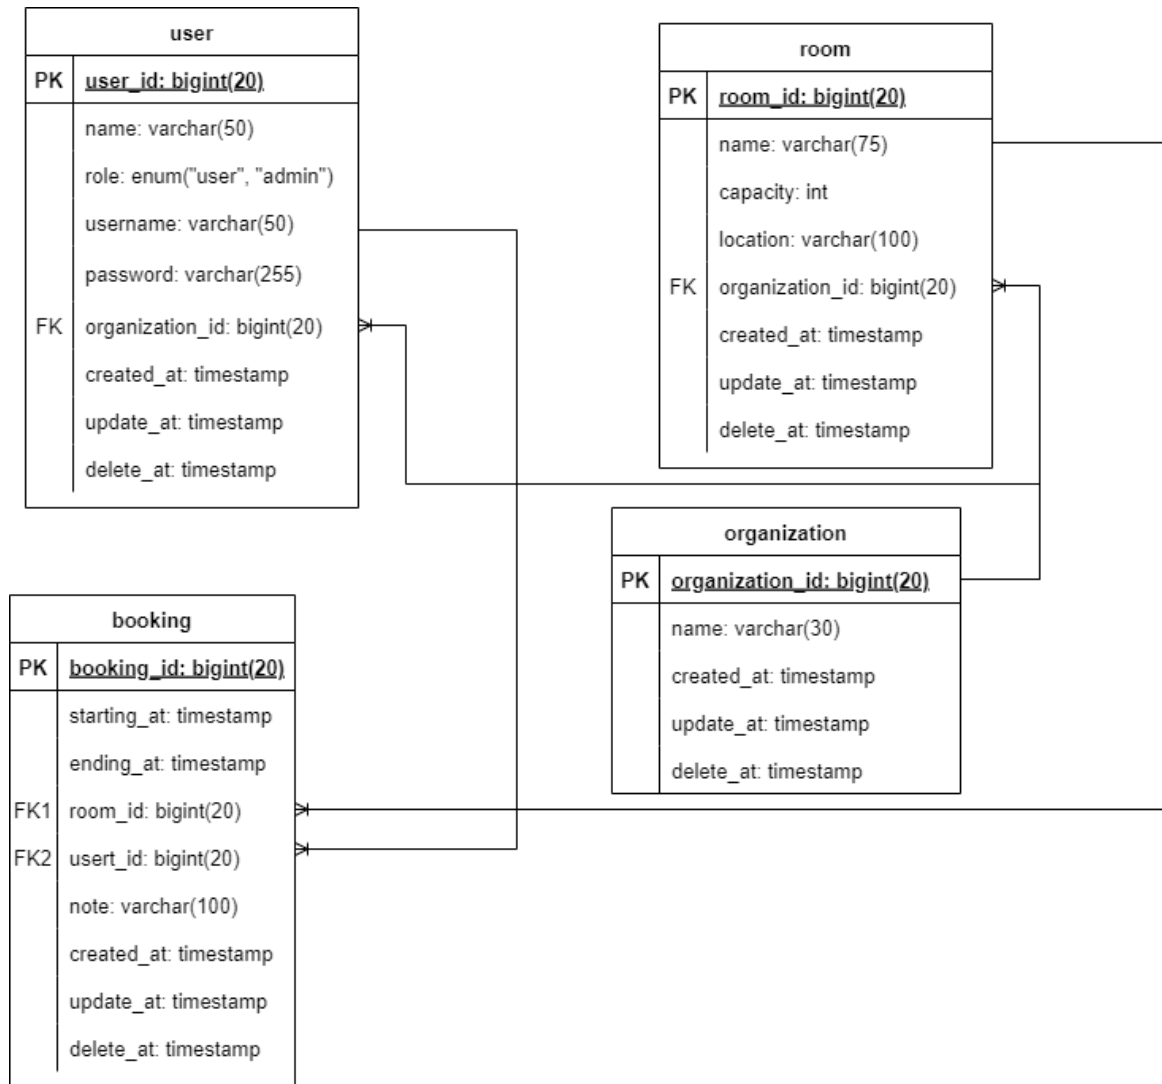 user
PK user_id: bigint(20)
name: varchar(50)
role: enum("user", "admin")
username: varchar(50)
password: varchar(255)
FK organization_id: bigint(20)
created_at: timestamp
update_at: timestamp
delete_at: timestamp
room
PK room_id: bigint(20)
name: varchar(75)
capacity: int
location: varchar(100)
FK organization_id: bigint(20)
created_at: timestamp
update_at: timestamp
delete_at: timestamp
organization
PK organization_id: bigint(20)
name: varchar(30)
created_at: timestamp
update_at: timestamp
delete_at: timestamp
booking
PK booking_id: bigint(20)
starting_at: timestamp
ending_at: timestamp
FK1 room_id: bigint(20)
FK2 usert_id: bigint(20)
note: varchar(100)
created_at: timestamp
update_at: timestamp
delete_at: timestamp